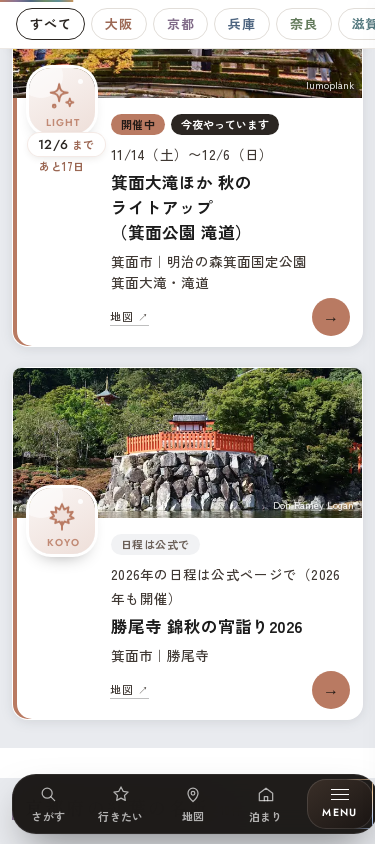 すべて
大阪
京都
兵庫
奈良
滋賀
lumoplank
LIGHT
12/6 まで
あと17日
開催中
今夜やっています
11/14（土）〜12/6（日）
箕面大滝ほか 秋の
ライトアップ
（箕面公園 滝道）
箕面市｜明治の森箕面国定公園
箕面大滝・滝道
地図 ↗
→
Don Ramey Logan
KOYO
日程は公式で
2026年の日程は公式ページで（2026
年も開催）
勝尾寺 錦秋の宵詣り2026
箕面市｜勝尾寺
地図 ↗
→
さがす
行きたい
地図
泊まり
MENU